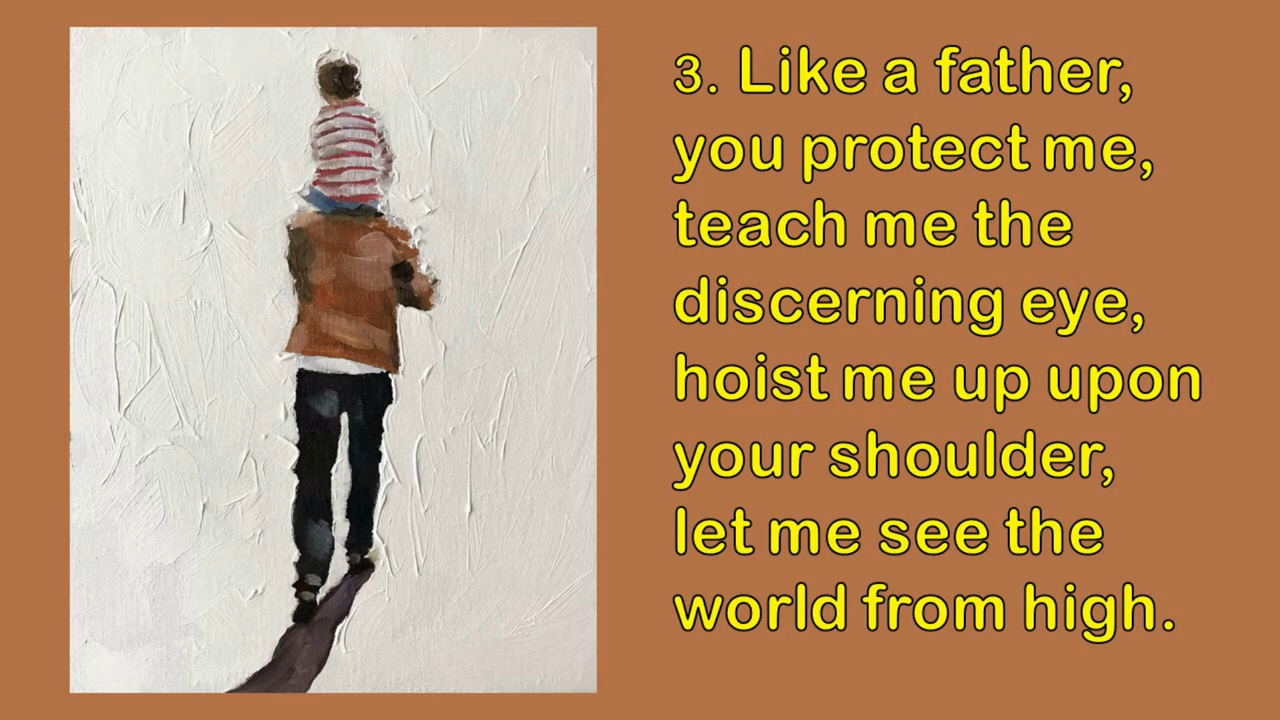 3. Like a father,
you protect me,
teach me the
discerning eye,
hoist me up upon
your shoulder,
let me see the
world from high.